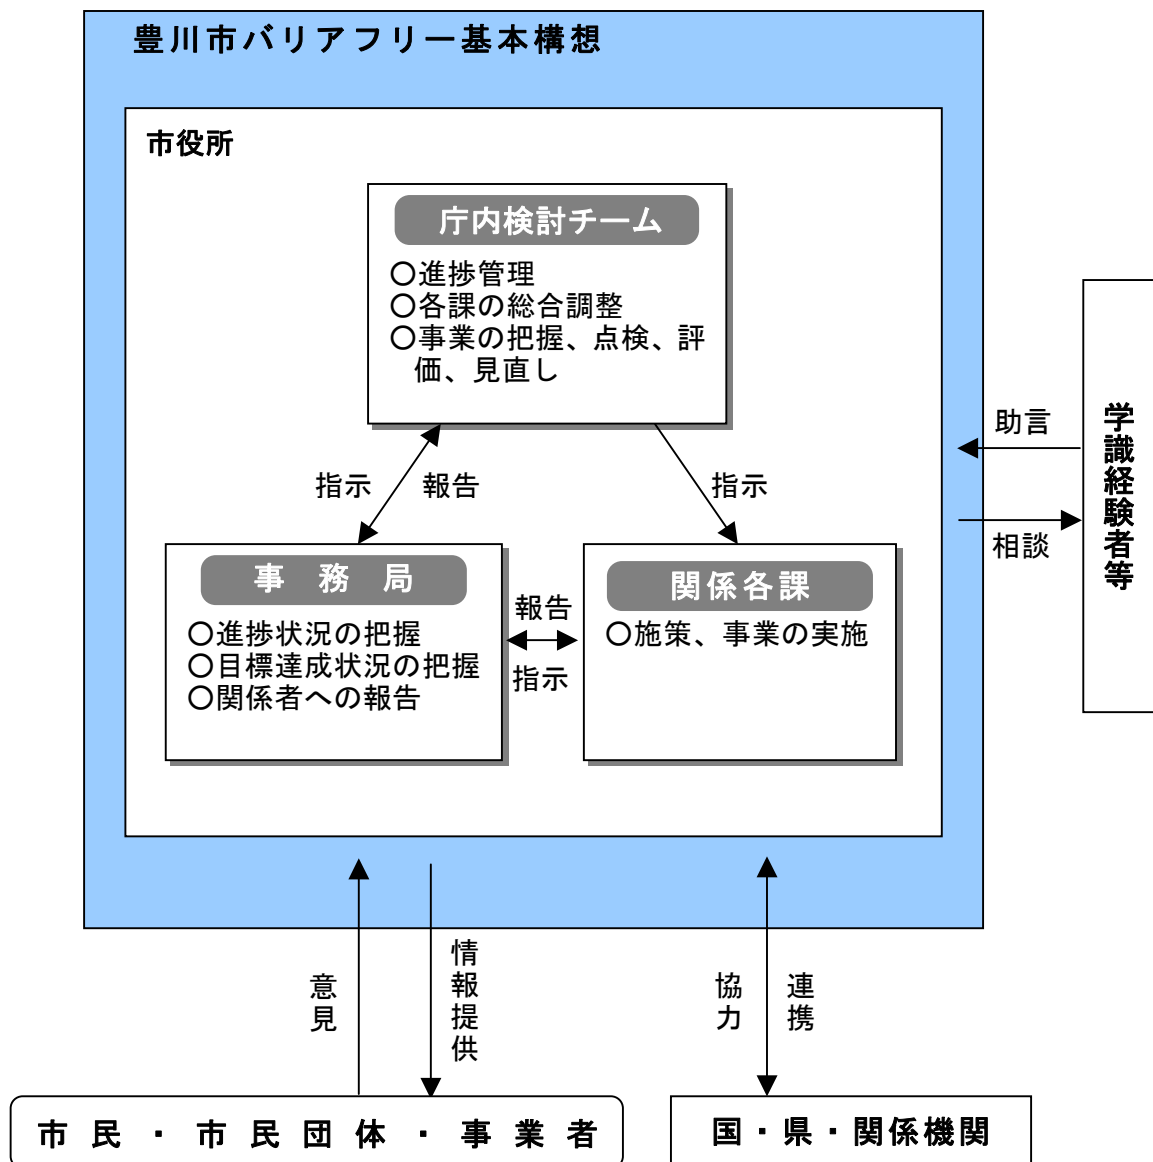 豊川市バリアフリー基本構想
市役所
庁内検討チーム
○進捗管理
○各課の総合調整
○事業の把握、点検、評
価、見直し
指示
報告
指示
事務局
○進捗状況の把握
○目標達成状況の把握
○関係者への報告
報告
指示
関係各課
○施策、事業の実施
助言
相談
学識経験者等
意見
情報提供
協力
連携
市民・市民団体・事業者
国・県・関係機関